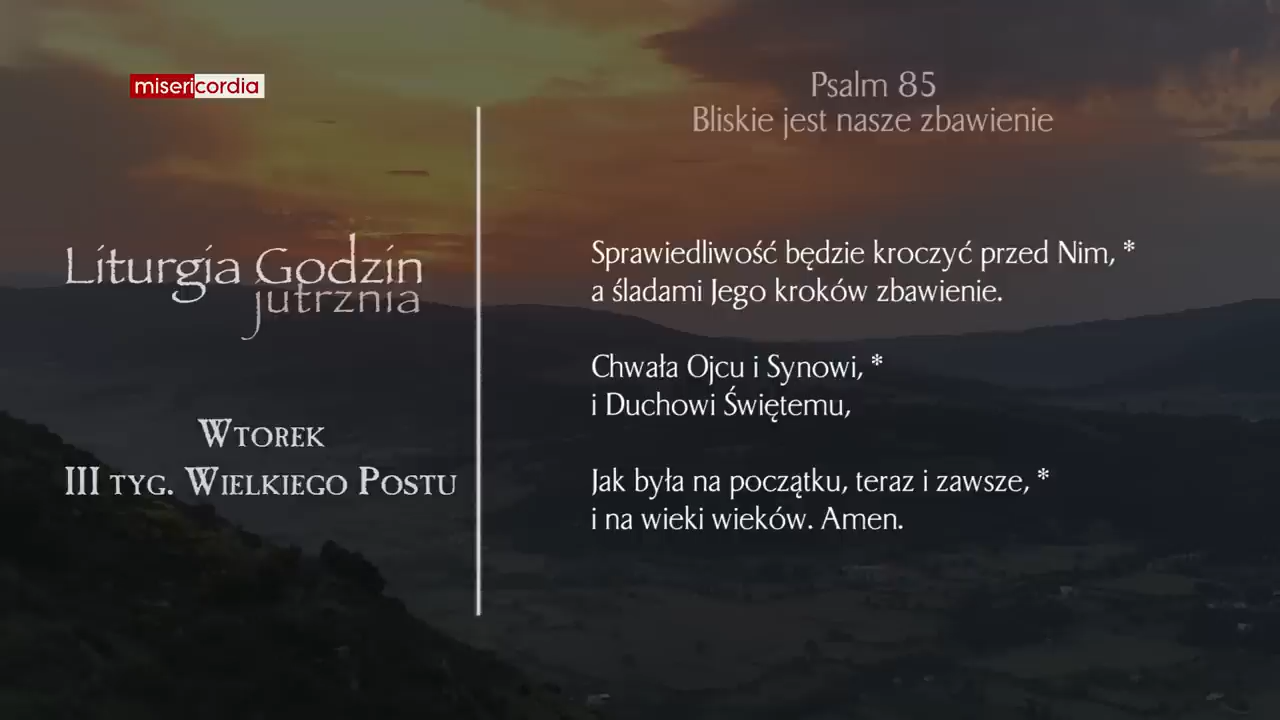 misericordia
Liturgia Godzin
jutrznia
Wtorek
III tyg. Wielkiego Postu
Psalm 85
Bliskie jest nasze zbawienie
Sprawiedliwość będzie kroczyć przed Nim, *
a śladami Jego kroków zbawienie.
Chwała Ojcu i Synowi, *
i Duchowi Świętemu,
Jak była na początku, teraz i zawsze, *
i na wieki wieków. Amen.